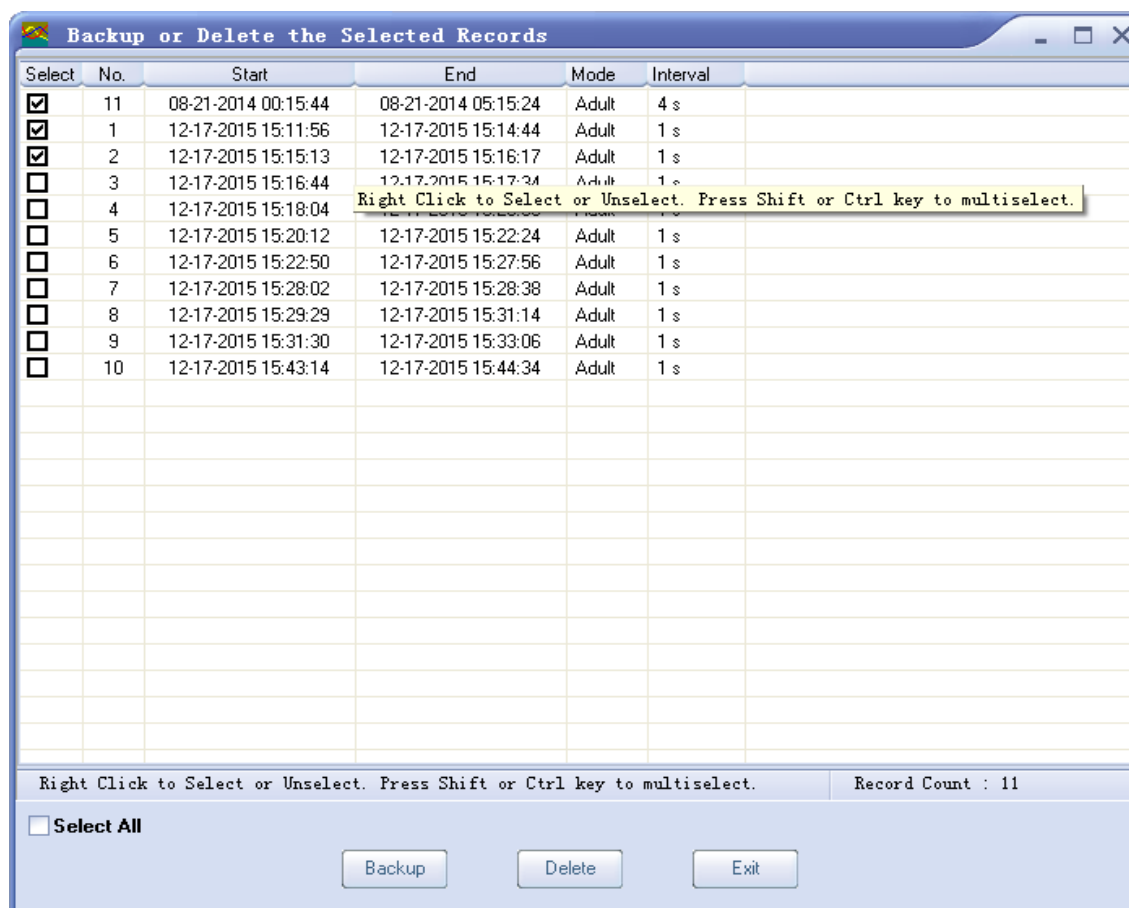 Backup or Delete the Selected Records
Select No. Start End Mode Interval
11 08-21-2014 00:15:44 08-21-2014 05:15:24 Adult 4 s
1 12-17-2015 15:11:56 12-17-2015 15:14:44 Adult 1 s
2 12-17-2015 15:15:13 12-17-2015 15:16:17 Adult 1 s
3 12-17-2015 15:16:44 12-17-2015 15:17:34 Adult 1 s
Right Click to Select or Unselect. Press Shift or Ctrl key to multiselect.
4 12-17-2015 15:18:04
5 12-17-2015 15:20:12 12-17-2015 15:22:24 Adult 1 s
6 12-17-2015 15:22:50 12-17-2015 15:27:56 Adult 1 s
7 12-17-2015 15:28:02 12-17-2015 15:28:38 Adult 1 s
8 12-17-2015 15:29:29 12-17-2015 15:31:14 Adult 1 s
9 12-17-2015 15:31:30 12-17-2015 15:33:06 Adult 1 s
10 12-17-2015 15:43:14 12-17-2015 15:44:34 Adult 1 s
Right Click to Select or Unselect. Press Shift or Ctrl key to multiselect. Record Count : 11
Select All
Backup Delete Exit